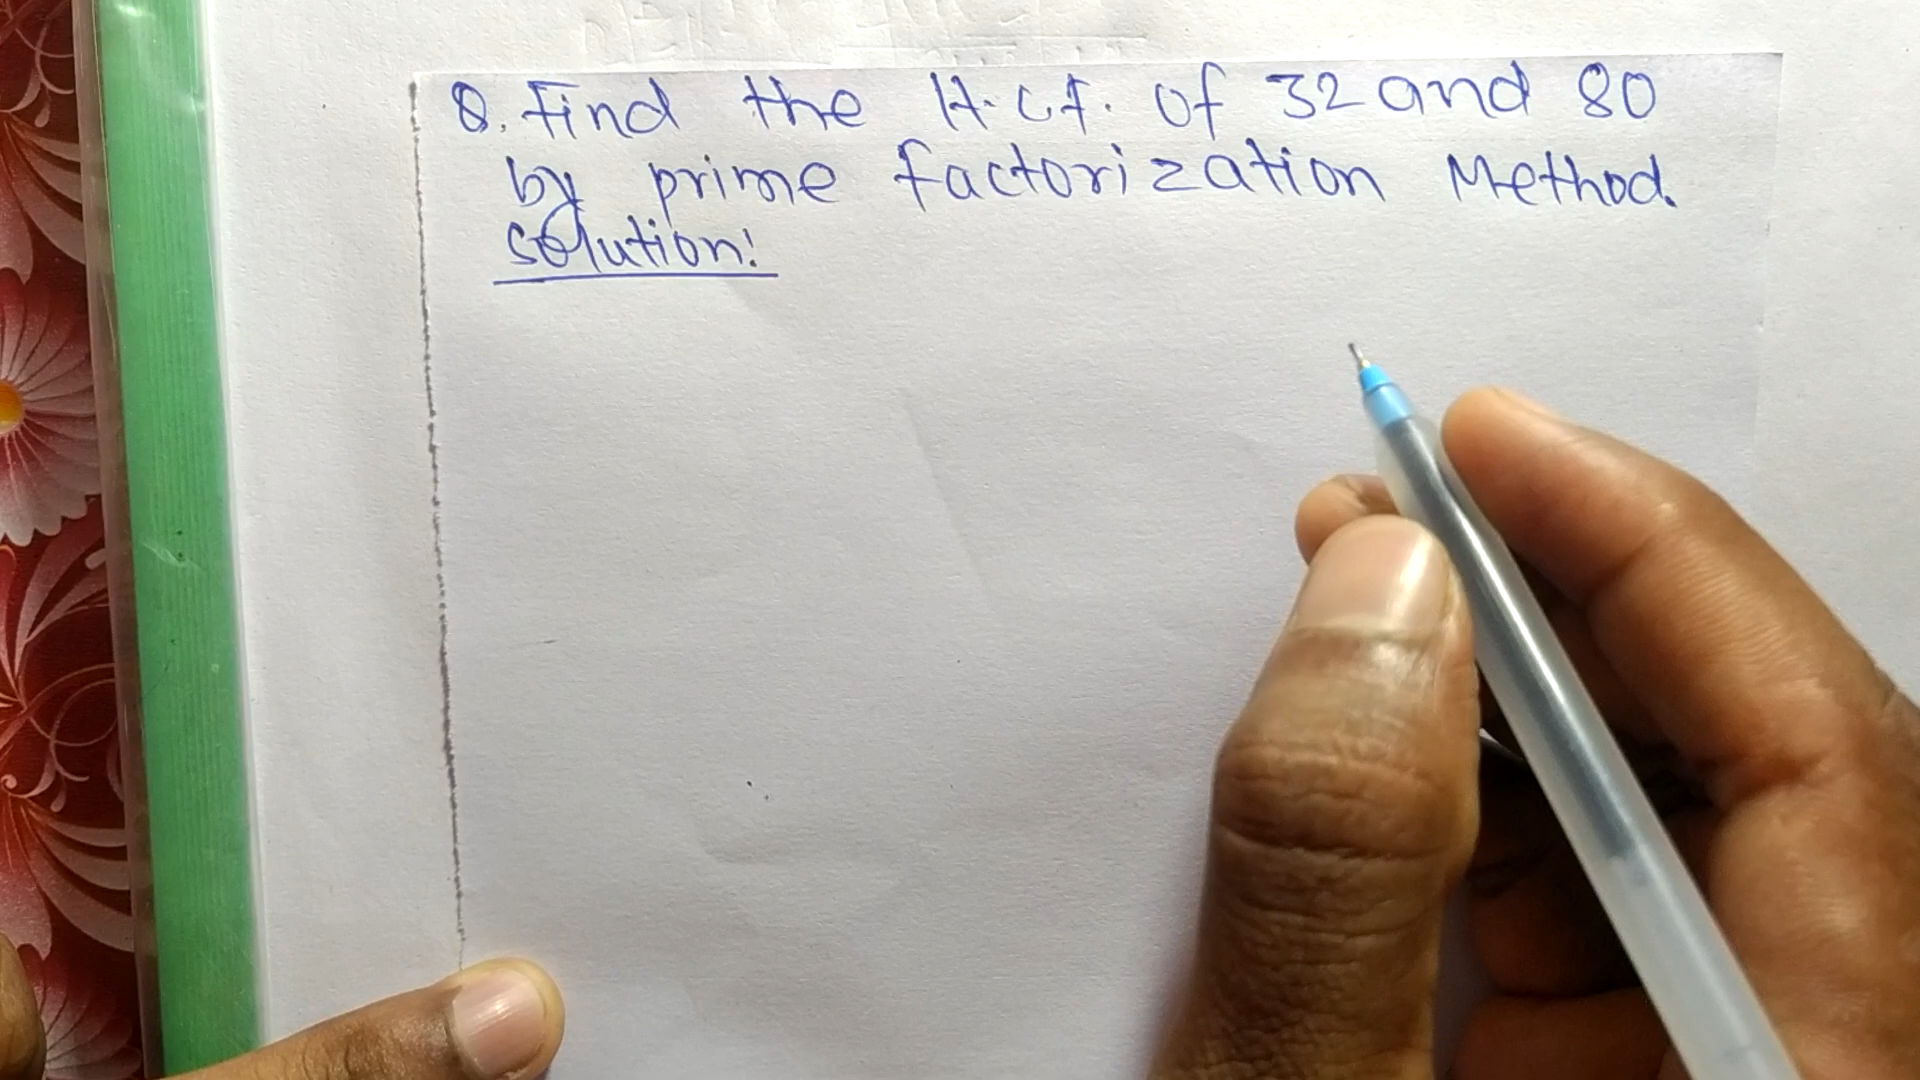 Q. Find the H.C.F. of 32 and 80
by prime factorization Method.
Solution: